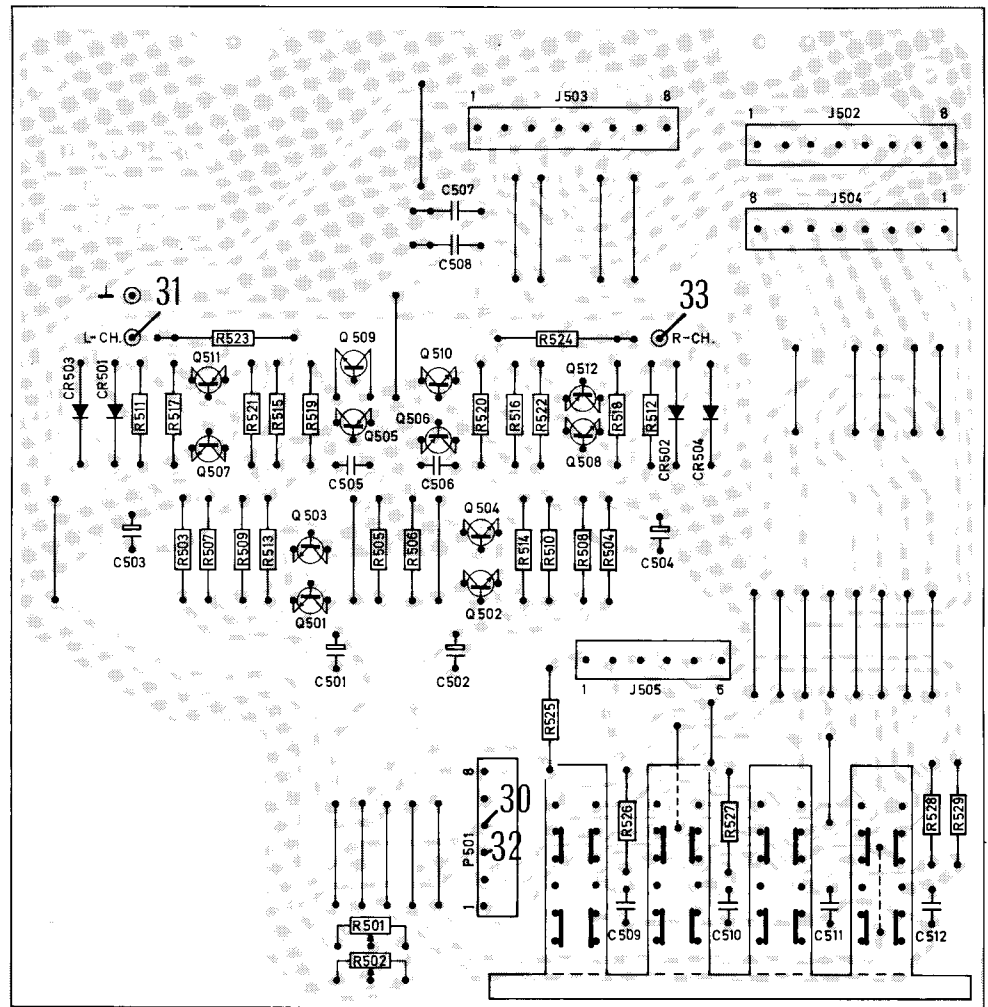 1 J503 8
1 J502 8
C507
8 J504 1
C508
31 33
L-CH. R523 Q509 R524 R-CH.
CR503 CR501 Q511 Q510 Q512
R511 R517 R521 R515 R519 Q505 Q506 R520 R516 R522 R518 R512
Q507 C505 C506 Q508 CR502 CR504
Q503 Q504
C503 R503 R507 R509 R513 R505 R506 R514 R510 R508 R504 C504
Q501 Q502
C501 C502 1 J505 6
R525
8 30
P501 32 R526 R527 R528 R529
1
R501 C509 C510 C511 C512
R502